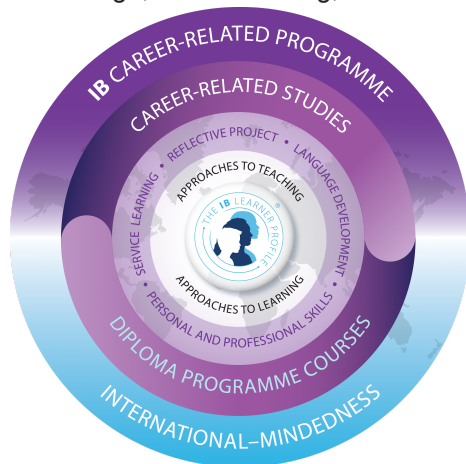 IB CAREER-RELATED PROGRAMME
CAREER-RELATED STUDIES
SERVICE LEARNING • REFLECTIVE PROJECT • LANGUAGE DEVELOPMENT • PERSONAL AND PROFESSIONAL SKILLS •
APPROACHES TO TEACHING
THE IB LEARNER PROFILE ®
APPROACHES TO LEARNING
DIPLOMA PROGRAMME COURSES
INTERNATIONAL–MINDEDNESS